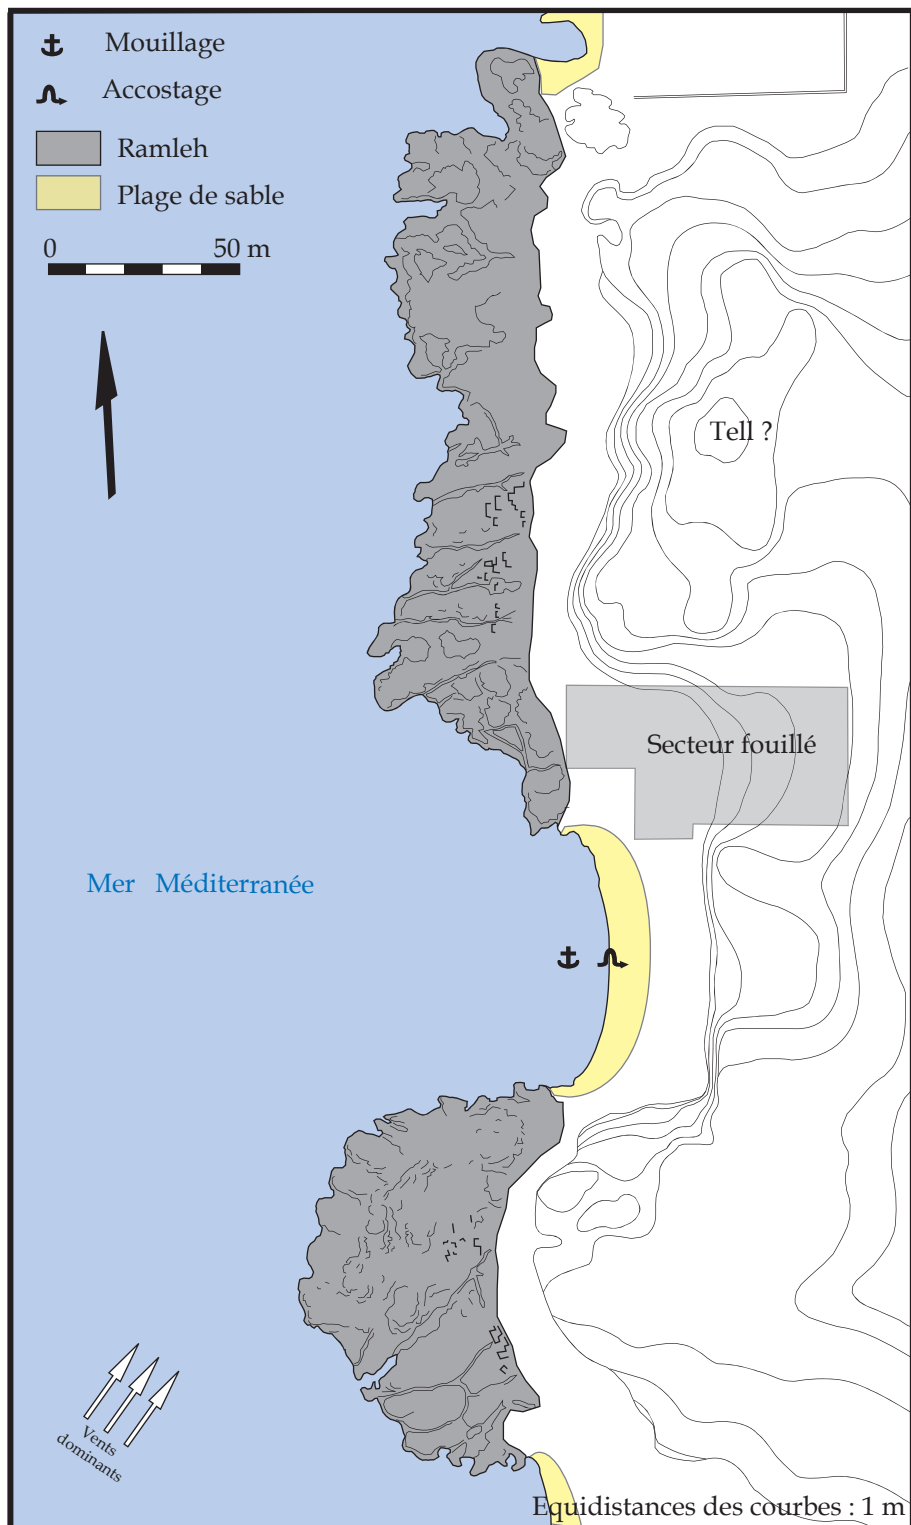 Mouillage
Accostage
Ramleh
Plage de sable
0 50 m
Tell ?
Secteur fouillé
Mer Méditerranée
Vents
dominants
Equidistances des courbes : 1 m